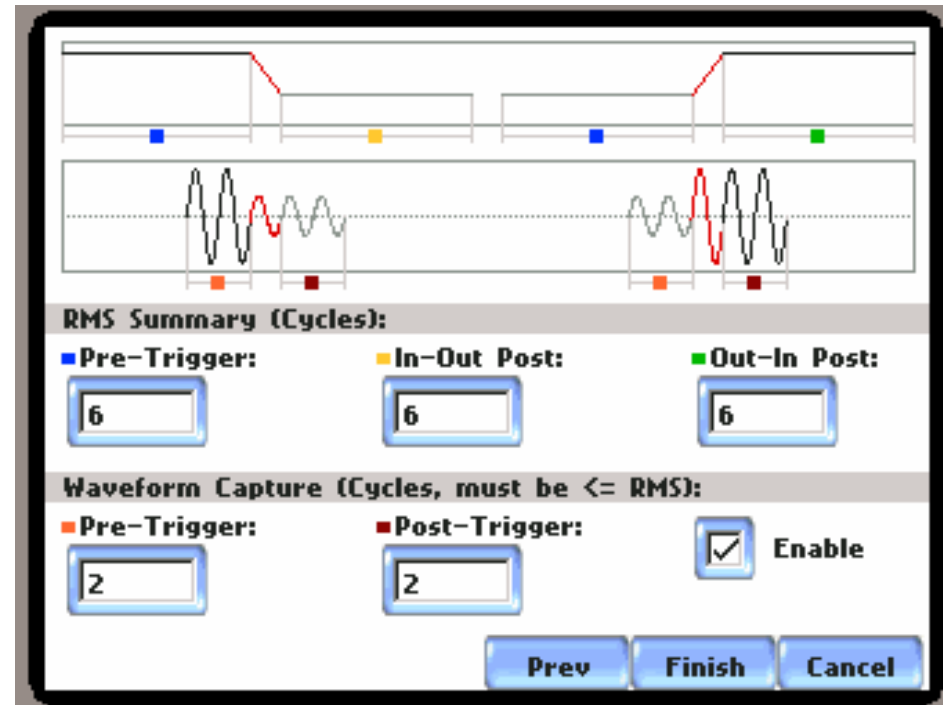 RMS Summary (Cycles):
Pre-Trigger: In-Out Post: Out-In Post:
6 6 6
Waveform Capture (Cycles, must be <= RMS):
Pre-Trigger: Post-Trigger:
2 2 Enable
Prev Finish Cancel